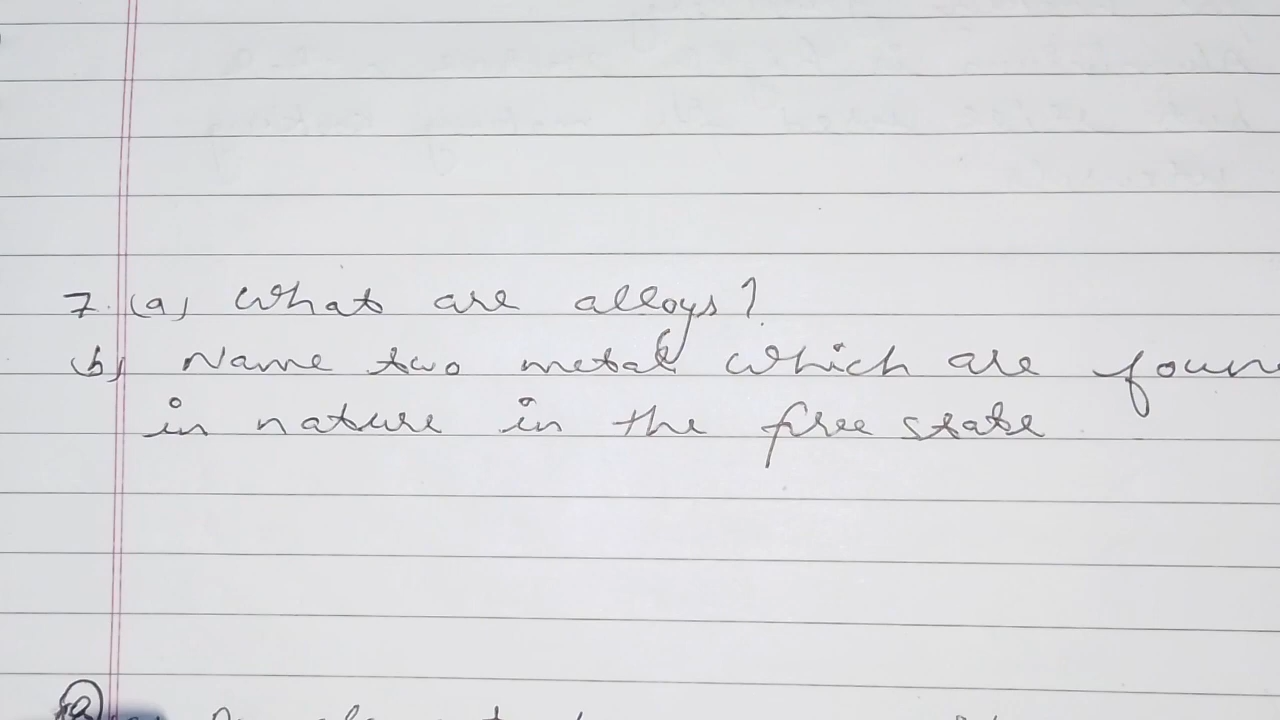 7. (a) What are alloys?
(b) Name two metal which are foun
in nature in the free state